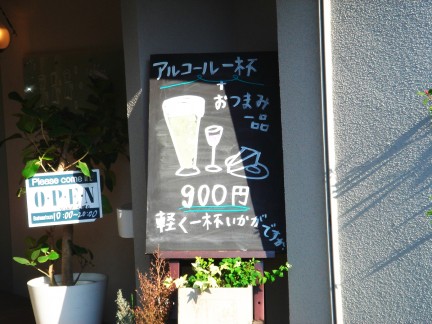 アルコール一杯
+
おつまみ
一品
900円
軽く一杯いかがですか
Please come in
OPEN